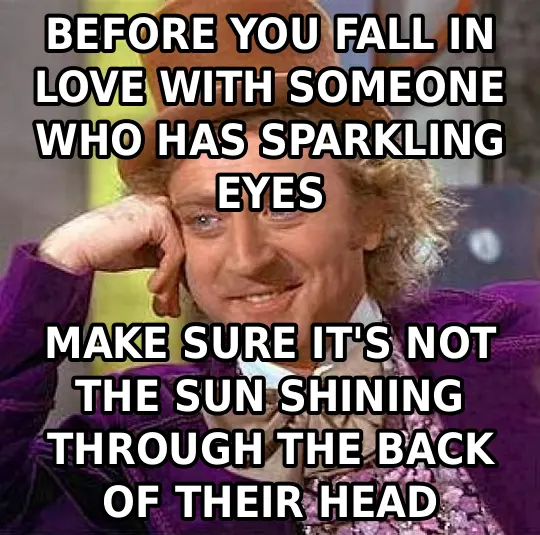 BEFORE YOU FALL IN
LOVE WITH SOMEONE
WHO HAS SPARKLING
EYES
MAKE SURE IT'S NOT
THE SUN SHINING
THROUGH THE BACK
OF THEIR HEAD